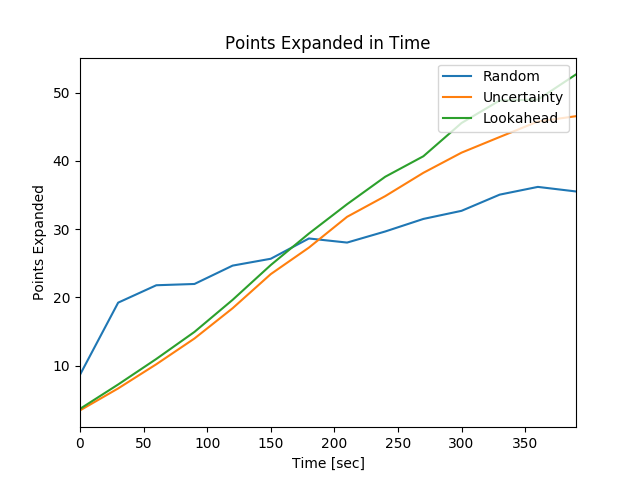 Points Expanded in Time
Random
Uncertainty
Lookahead
50
40
30
20
10
Points Expanded
0 50 100 150 200 250 300 350
Time [sec]